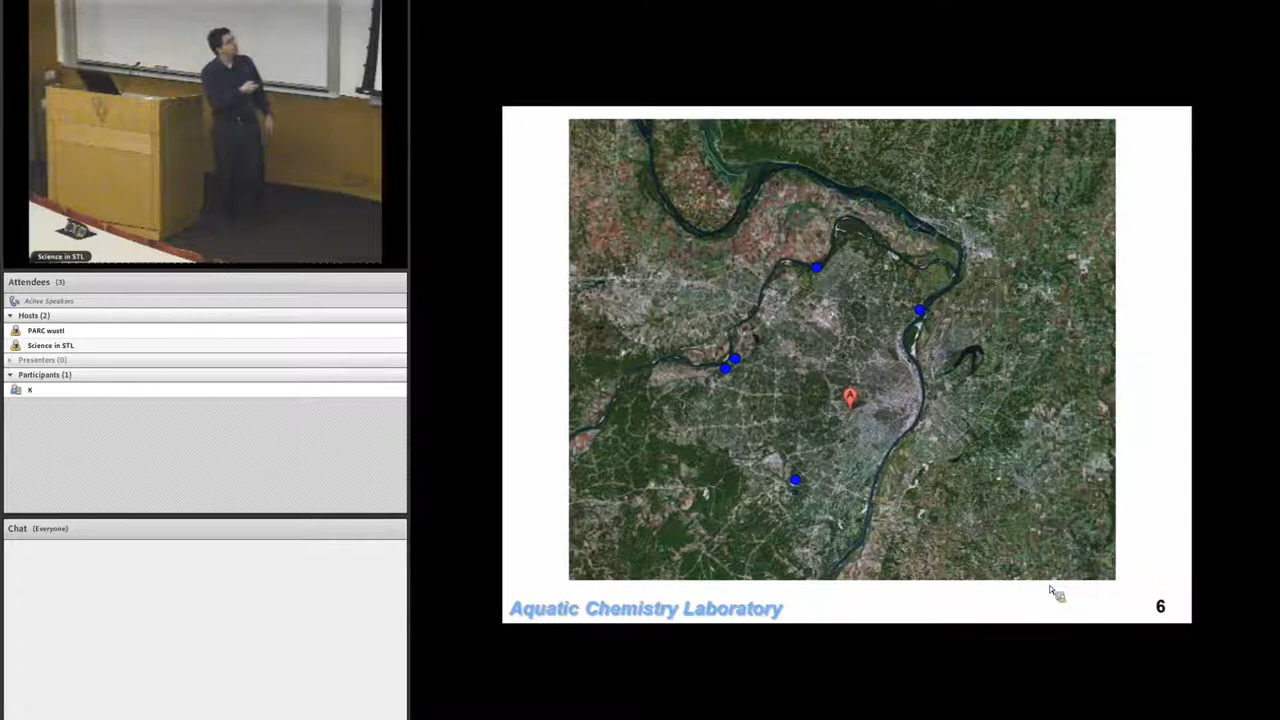 Science in STL
Attendees (3)
Active Speakers
Hosts (2)
PARC wustl
Science in STL
Presenters (0)
Participants (1)
K
Chat (Everyone)
A
Aquatic Chemistry Laboratory
6